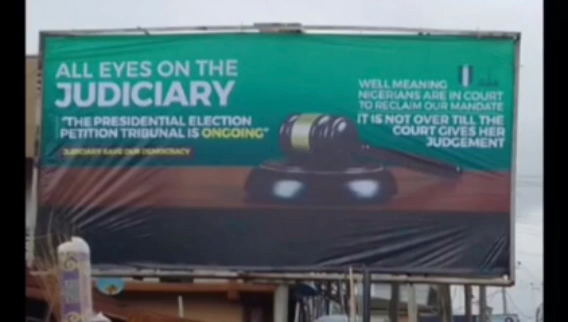 ALL EYES ON THE
JUDICIARY
"THE PRESIDENTIAL ELECTION
PETITION TRIBUNAL IS ONGOING"
JUDICIARY SAVE OUR DEMOCRACY
WELL MEANING
NIGERIANS ARE IN COURT
TO RECLAIM OUR MANDATE
IT IS NOT OVER TILL THE
COURT GIVES HER
JUDGEMENT